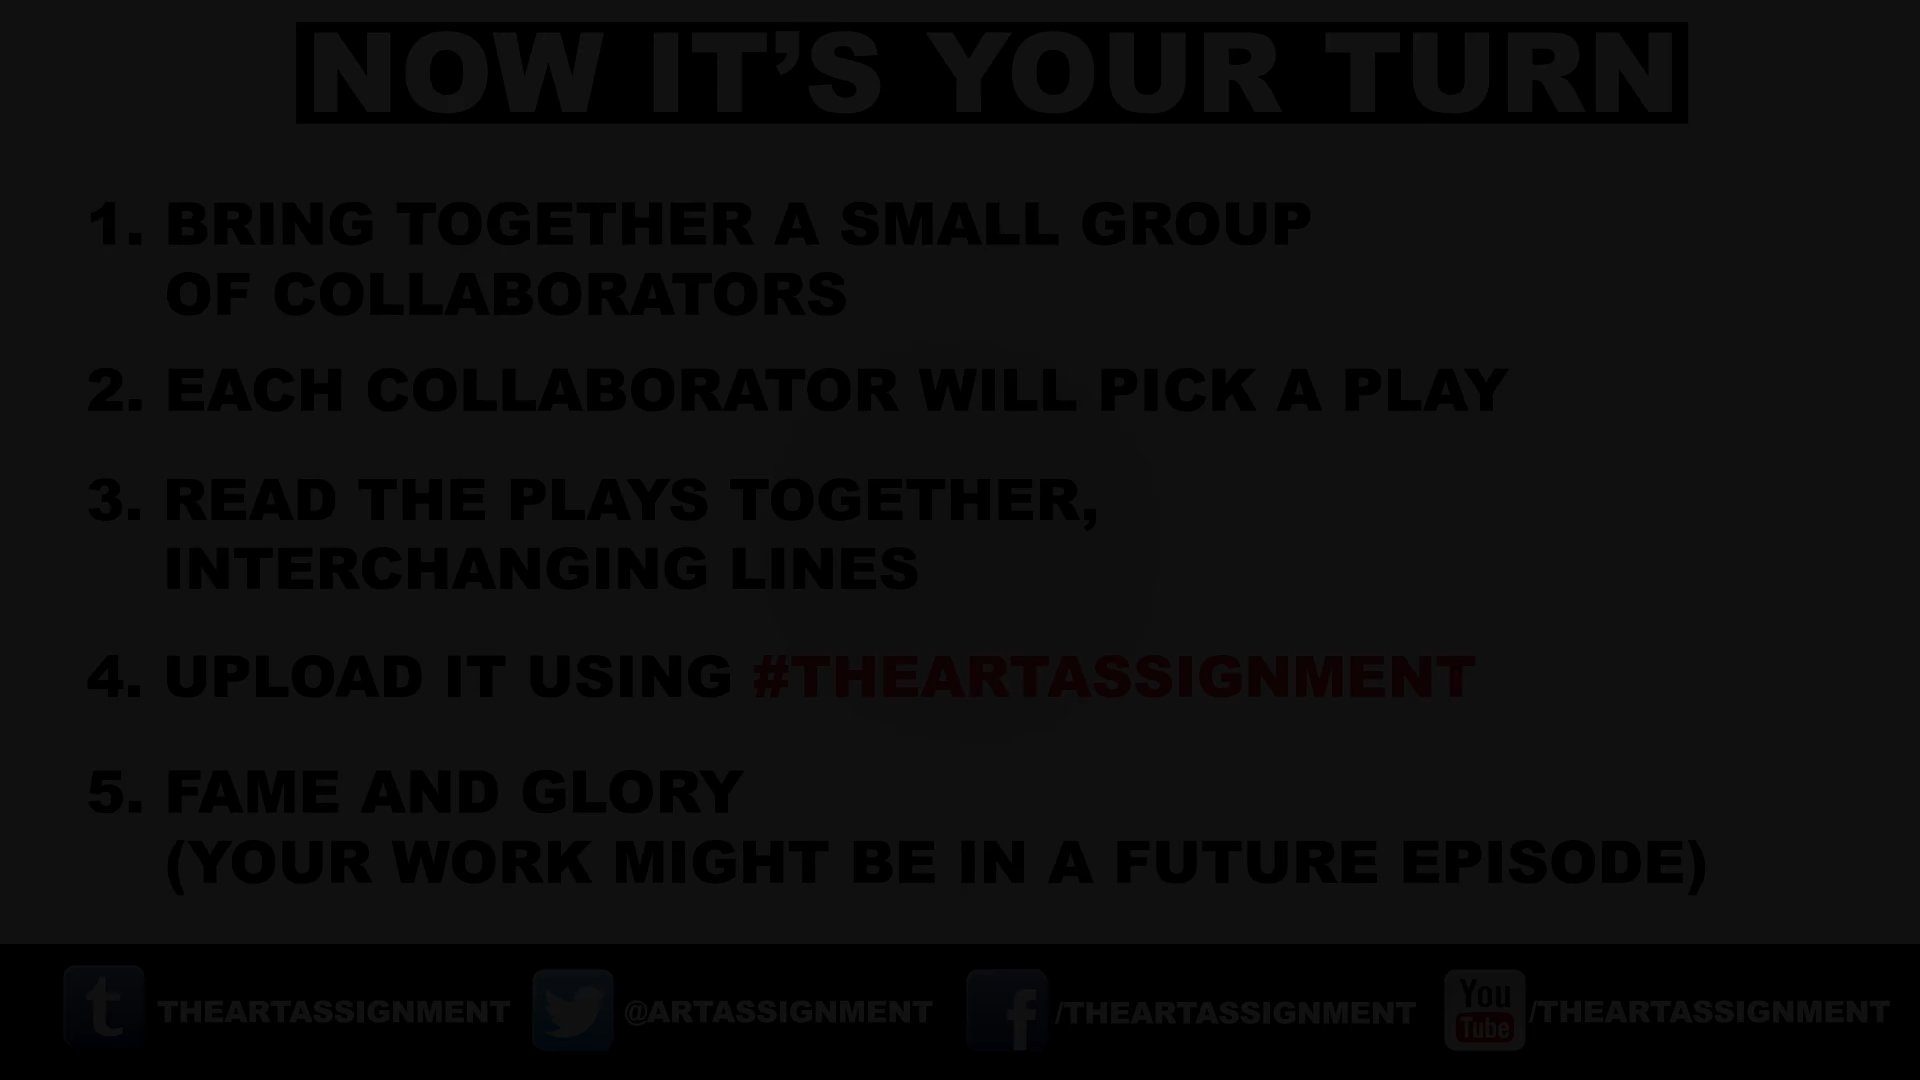 NOW IT’S YOUR TURN
1. BRING TOGETHER A SMALL GROUP
OF COLLABORATORS
2. EACH COLLABORATOR WILL PICK A PLAY
3. READ THE PLAYS TOGETHER,
INTERCHANGING LINES
4. UPLOAD IT USING #THEARTASSIGNMENT
5. FAME AND GLORY
(YOUR WORK MIGHT BE IN A FUTURE EPISODE)
t THEARTASSIGNMENT @ARTASSIGNMENT f /THEARTASSIGNMENT You Tube /THEARTASSIGNMENT